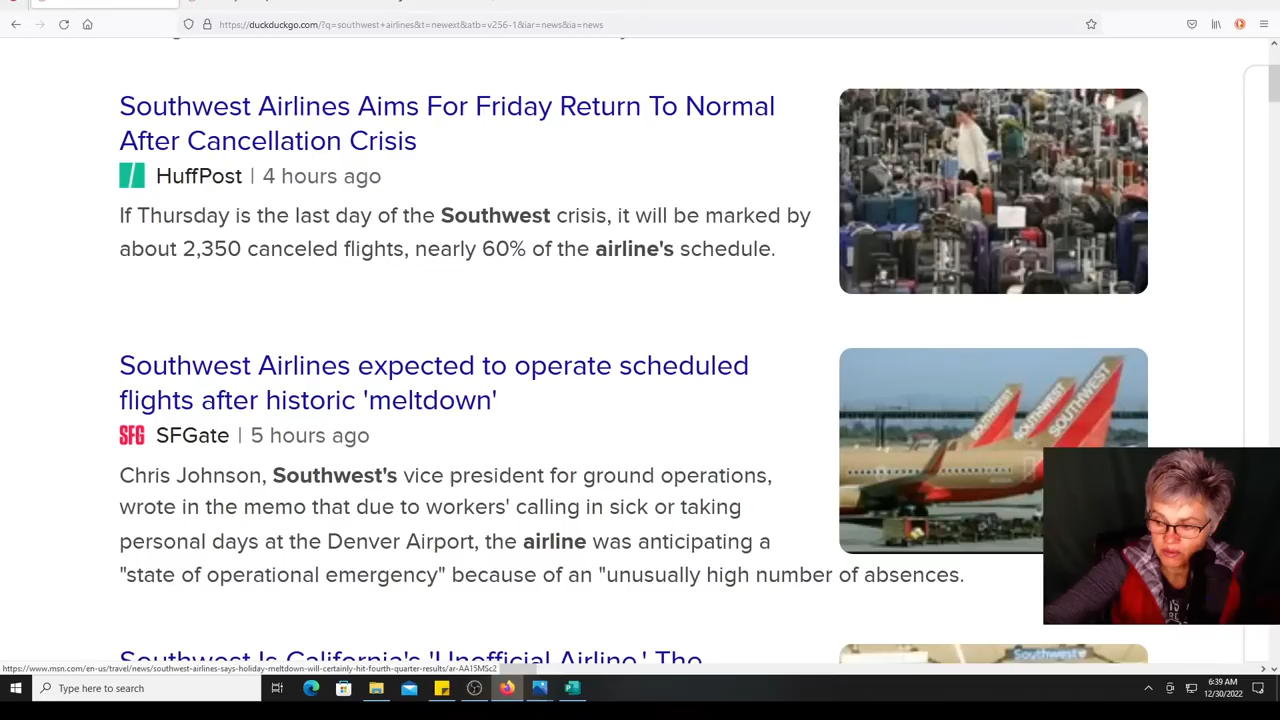 https://duckduckgo.com/?q=southwest+airlines&t=newext&atb=v256-1&iar=news&ia=news
Southwest Airlines Aims For Friday Return To Normal
After Cancellation Crisis
HuffPost | 4 hours ago
If Thursday is the last day of the Southwest crisis, it will be marked by
about 2,350 canceled flights, nearly 60% of the airline's schedule.
Southwest Airlines expected to operate scheduled
flights after historic 'meltdown'
SFG SFGate | 5 hours ago
SOUTHWEST SOUTHWEST SOUTHWEST
Chris Johnson, Southwest's vice president for ground operations,
wrote in the memo that due to workers' calling in sick or taking
personal days at the Denver Airport, the airline was anticipating a
"state of operational emergency" because of an "unusually high number of absences.
Southwest Is California's 'Unofficial Airline.' The
Southwest
https://www.msn.com/en-us/travel/news/southwest-airlines-says-holiday-meltdown-will-certainly-hit-fourth-quarter-results/ar-AA15MSc2
Type here to search
6:39 AM
12/30/2022